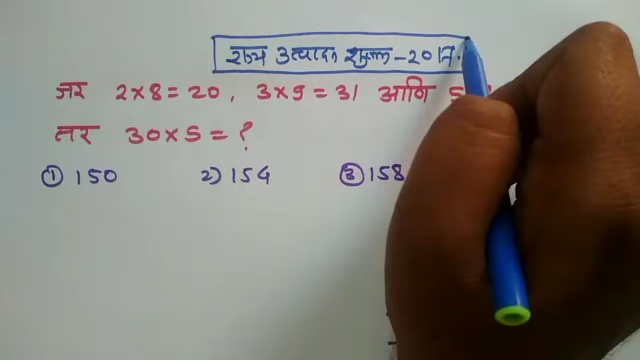 राज्य उत्पादन शुल्क - 2017.
जर 2×8 = 20, 3×9 = 31 आणि 5
तर 30×5 = ?
① 150 2) 154 ③ 158